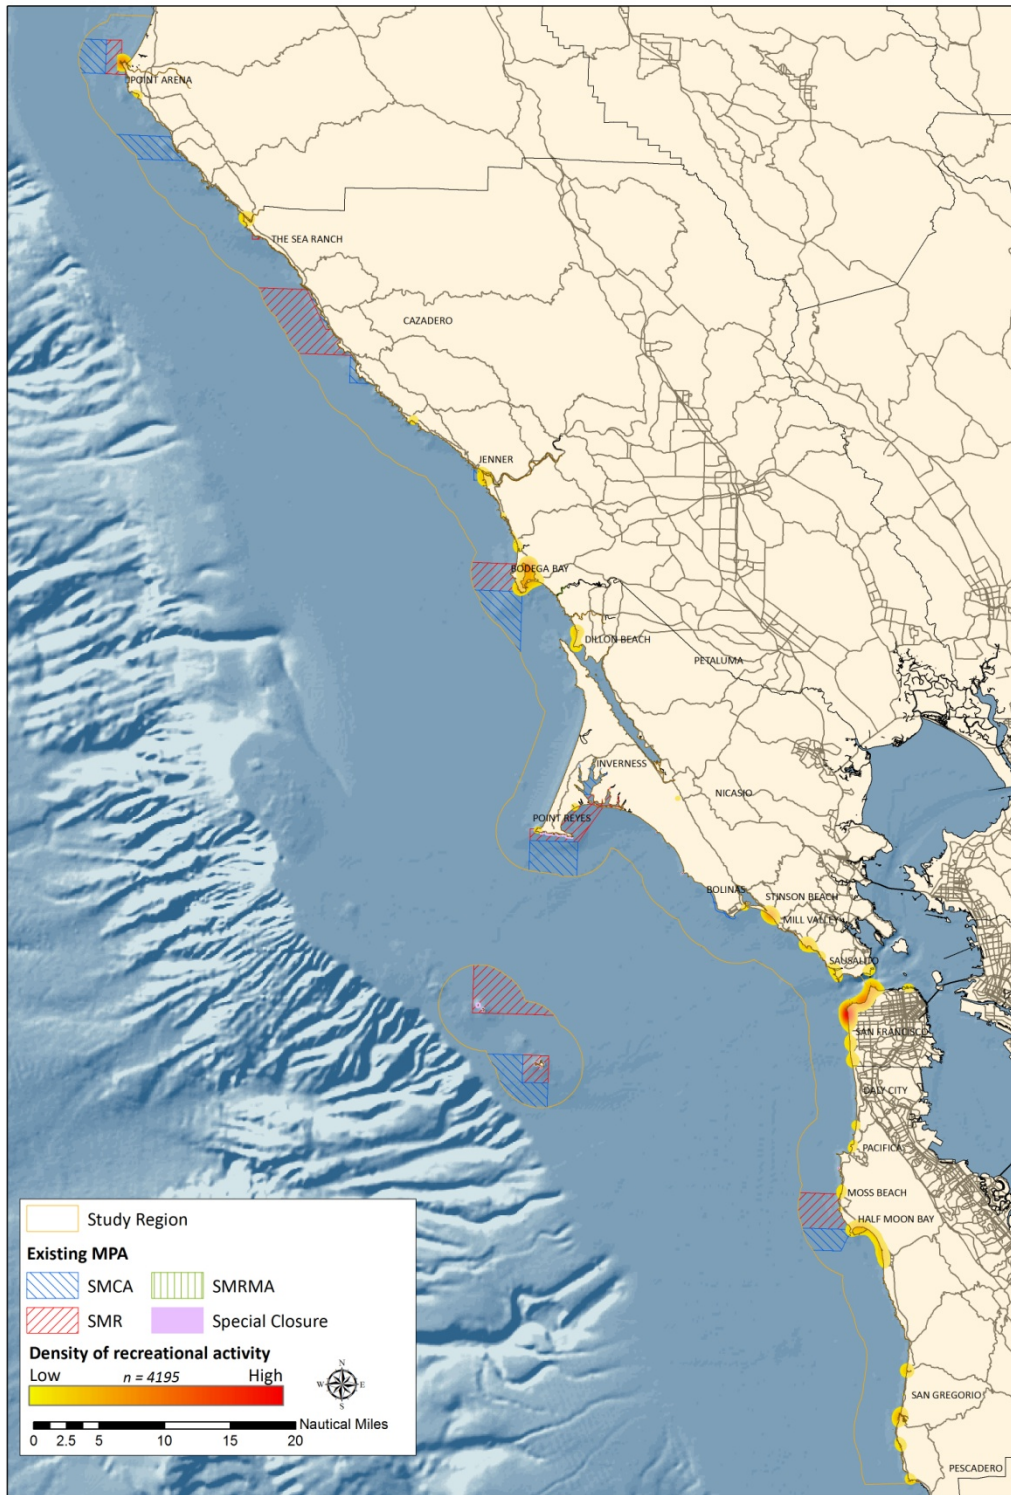 POINT ARENA
THE SEA RANCH
CAZADERO
JENNER
BODEGA BAY
DILLON BEACH
PETALUMA
INVERNESS
NICASIO
POINT REYES
BOLINAS
STINSON BEACH
MILL VALLEY
SAUSALITO
SAN FRANCISCO
DALY CITY
PACIFICA
MOSS BEACH
HALF MOON BAY
SAN GREGORIO
PESCADERO
Study Region
Existing MPA
SMCA
SMRMA
SMR
Special Closure
Density of recreational activity
Low
n = 4195
High
N
W
E
S
Nautical Miles
0 2.5 5 10 15 20